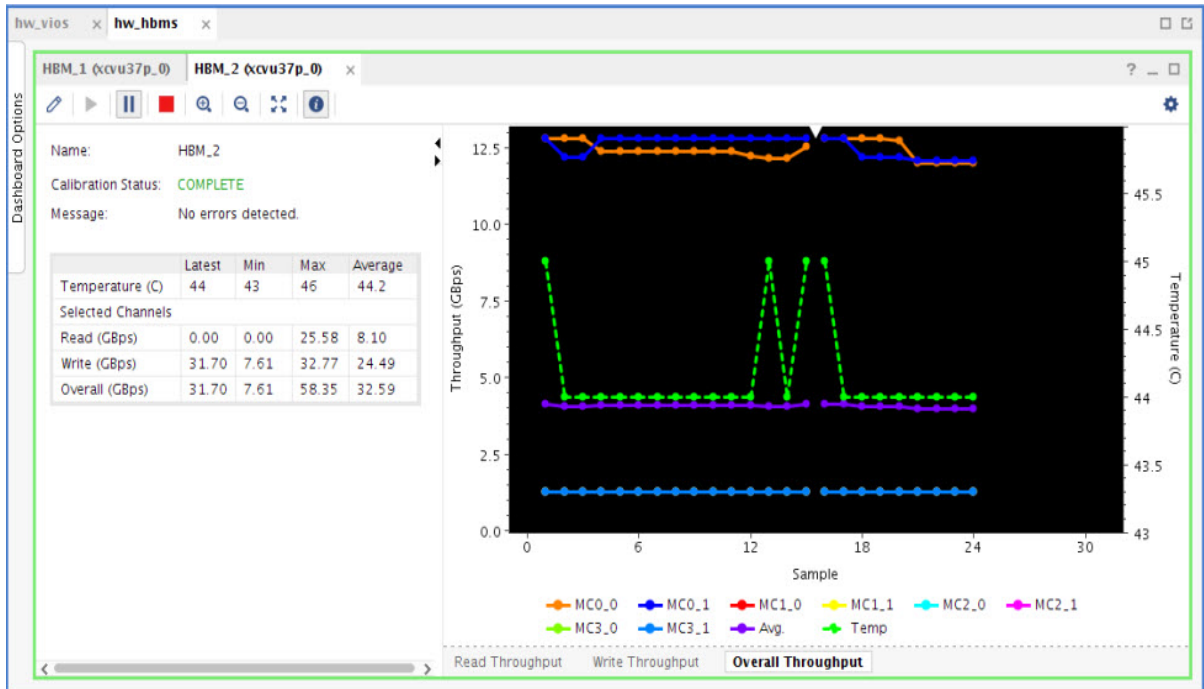 hw_vios × hw_hbms ×
Dashboard Options
HBM_1 (xcvu37p_0) HBM_2 (xcvu37p_0) × ?
Name: HBM_2
Calibration Status: COMPLETE
Message: No errors detected.
Latest Min Max Average
Temperature (C) 44 43 46 44.2
Selected Channels
Read (GBps) 0.00 0.00 25.58 8.10
Write (GBps) 31.70 7.61 32.77 24.49
Overall (GBps) 31.70 7.61 58.35 32.59
Throughput (GBps)
12.5
10.0
7.5
5.0
2.5
0.0
0 6 12 18 24 30
Sample
45.5
45
44.5
44
43.5
43
Temperature (C)
MC0_0 MC0_1 MC1_0 MC1_1 MC2_0 MC2_1
MC3_0 MC3_1 Avg. Temp
Read Throughput Write Throughput Overall Throughput